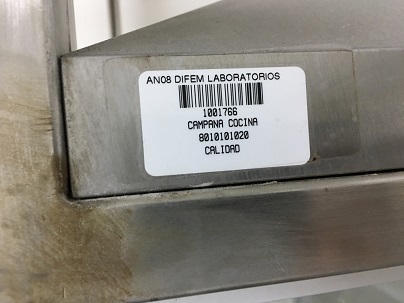 AN08 DIFEM LABORATORIOS
1001766
CAMPANA COCINA
8010101020
CALIDAD